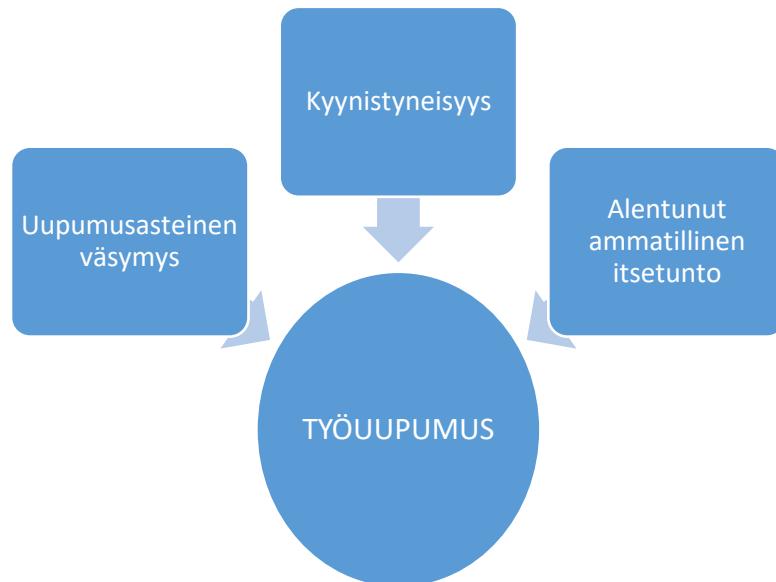 Kyynistyneisyys
Uupumusasteinen
väsymys
Alentunut
ammatillinen
itsetunto
TYÖUUPUMUS